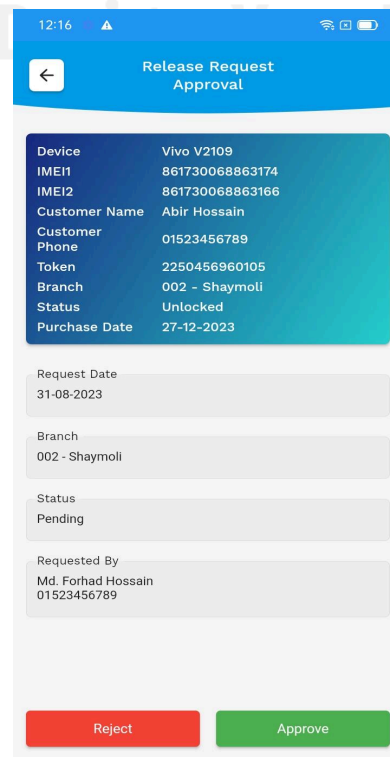 12:16
Release Request
Approval
Device Vivo V2109
IMEI1 861730068863174
IMEI2 861730068863166
Customer Name Abir Hossain
Customer
Phone 01523456789
Token 2250456960105
Branch 002 - Shaymoli
Status Unlocked
Purchase Date 27-12-2023
Request Date
31-08-2023
Branch
002 - Shaymoli
Status
Pending
Requested By
Md. Forhad Hossain
01523456789
Reject Approve